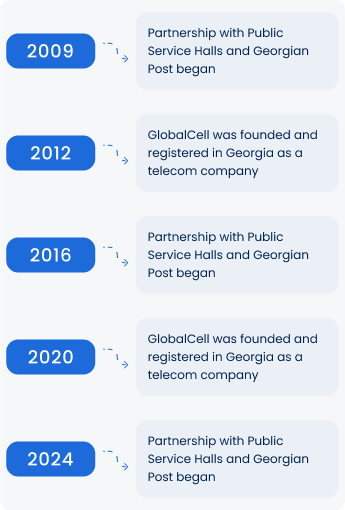 2009
Partnership with Public
Service Halls and Georgian
Post began
2012
GlobalCell was founded and
registered in Georgia as a
telecom company
2016
Partnership with Public
Service Halls and Georgian
Post began
2020
GlobalCell was founded and
registered in Georgia as a
telecom company
2024
Partnership with Public
Service Halls and Georgian
Post began